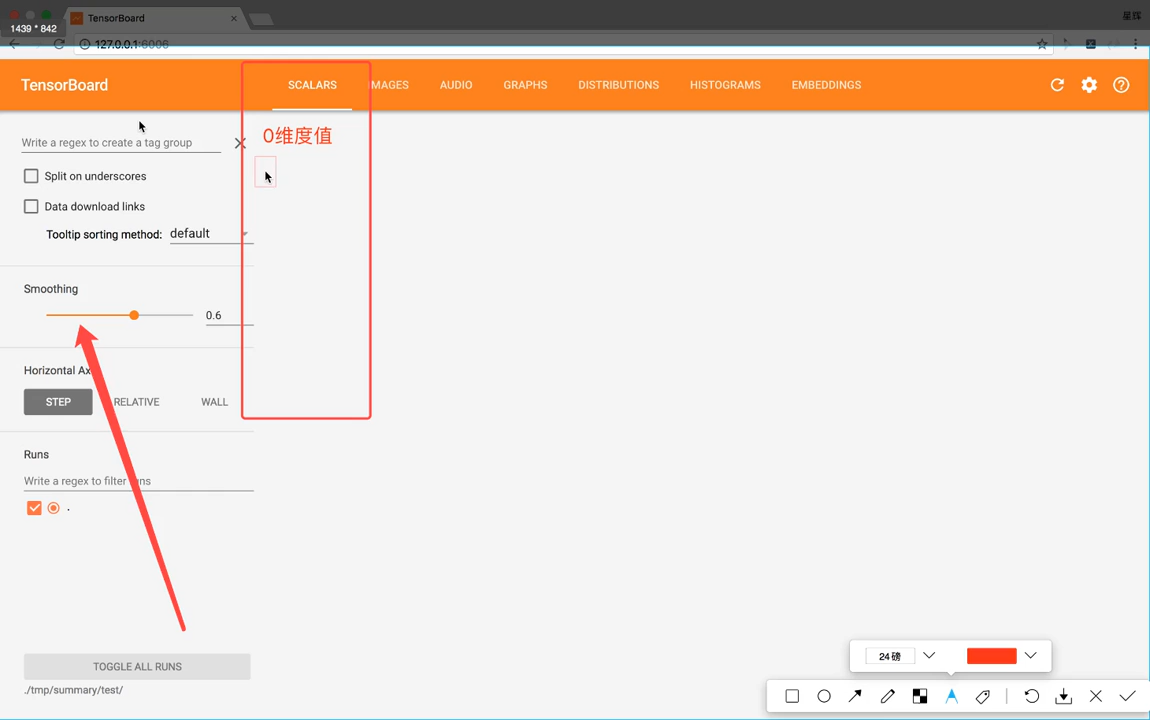 TensorBoard
星辉
1439 * 842
127.0.0.1:6006
TensorBoard
SCALARS
IMAGES
AUDIO
GRAPHS
DISTRIBUTIONS
HISTOGRAMS
EMBEDDINGS
0维度值
Write a regex to create a tag group
Split on underscores
Data download links
Tooltip sorting method: default
Smoothing
0.6
Horizontal Ax
STEP
RELATIVE
WALL
Runs
Write a regex to filter runs
.
TOGGLE ALL RUNS
./tmp/summary/test/
24磅